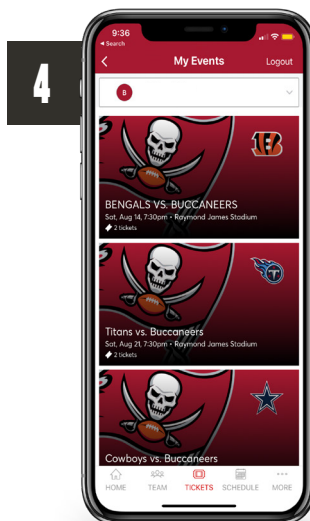 4
9:36
Search
My Events
Logout
B
BENGALS VS. BUCCANEERS
Sat, Aug 14, 7:30pm • Raymond James Stadium
2 tickets
Titans vs. Buccaneers
Sat, Aug 21, 7:30pm • Raymond James Stadium
2 tickets
Cowboys vs. Buccaneers
HOME
TEAM
TICKETS
SCHEDULE
MORE